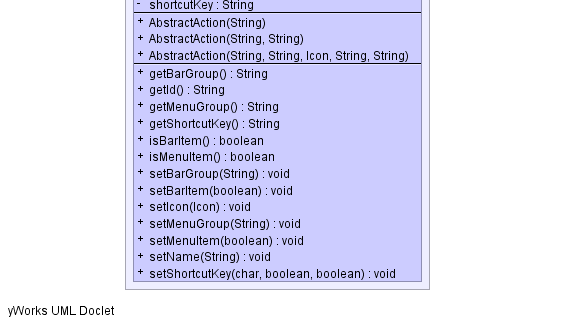 - shortcutKey : String
+ AbstractAction(String)
+ AbstractAction(String, String)
+ AbstractAction(String, String, Icon, String, String)
+ getBarGroup() : String
+ getId() : String
+ getMenuGroup() : String
+ getShortcutKey() : String
+ isBarItem() : boolean
+ isMenuItem() : boolean
+ setBarGroup(String) : void
+ setBarItem(boolean) : void
+ setIcon(Icon) : void
+ setMenuGroup(String) : void
+ setMenuItem(boolean) : void
+ setName(String) : void
+ setShortcutKey(char, boolean, boolean) : void
yWorks UML Doclet